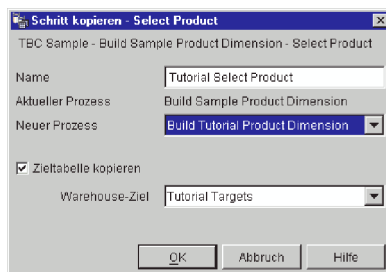 Schritt kopieren - Select Product
TBC Sample - Build Sample Product Dimension - Select Product
Name Tutorial Select Product
Aktueller Prozess Build Sample Product Dimension
Neuer Prozess Build Tutorial Product Dimension
Zieltabelle kopieren
Warehouse-Ziel Tutorial Targets
OK Abbruch Hilfe